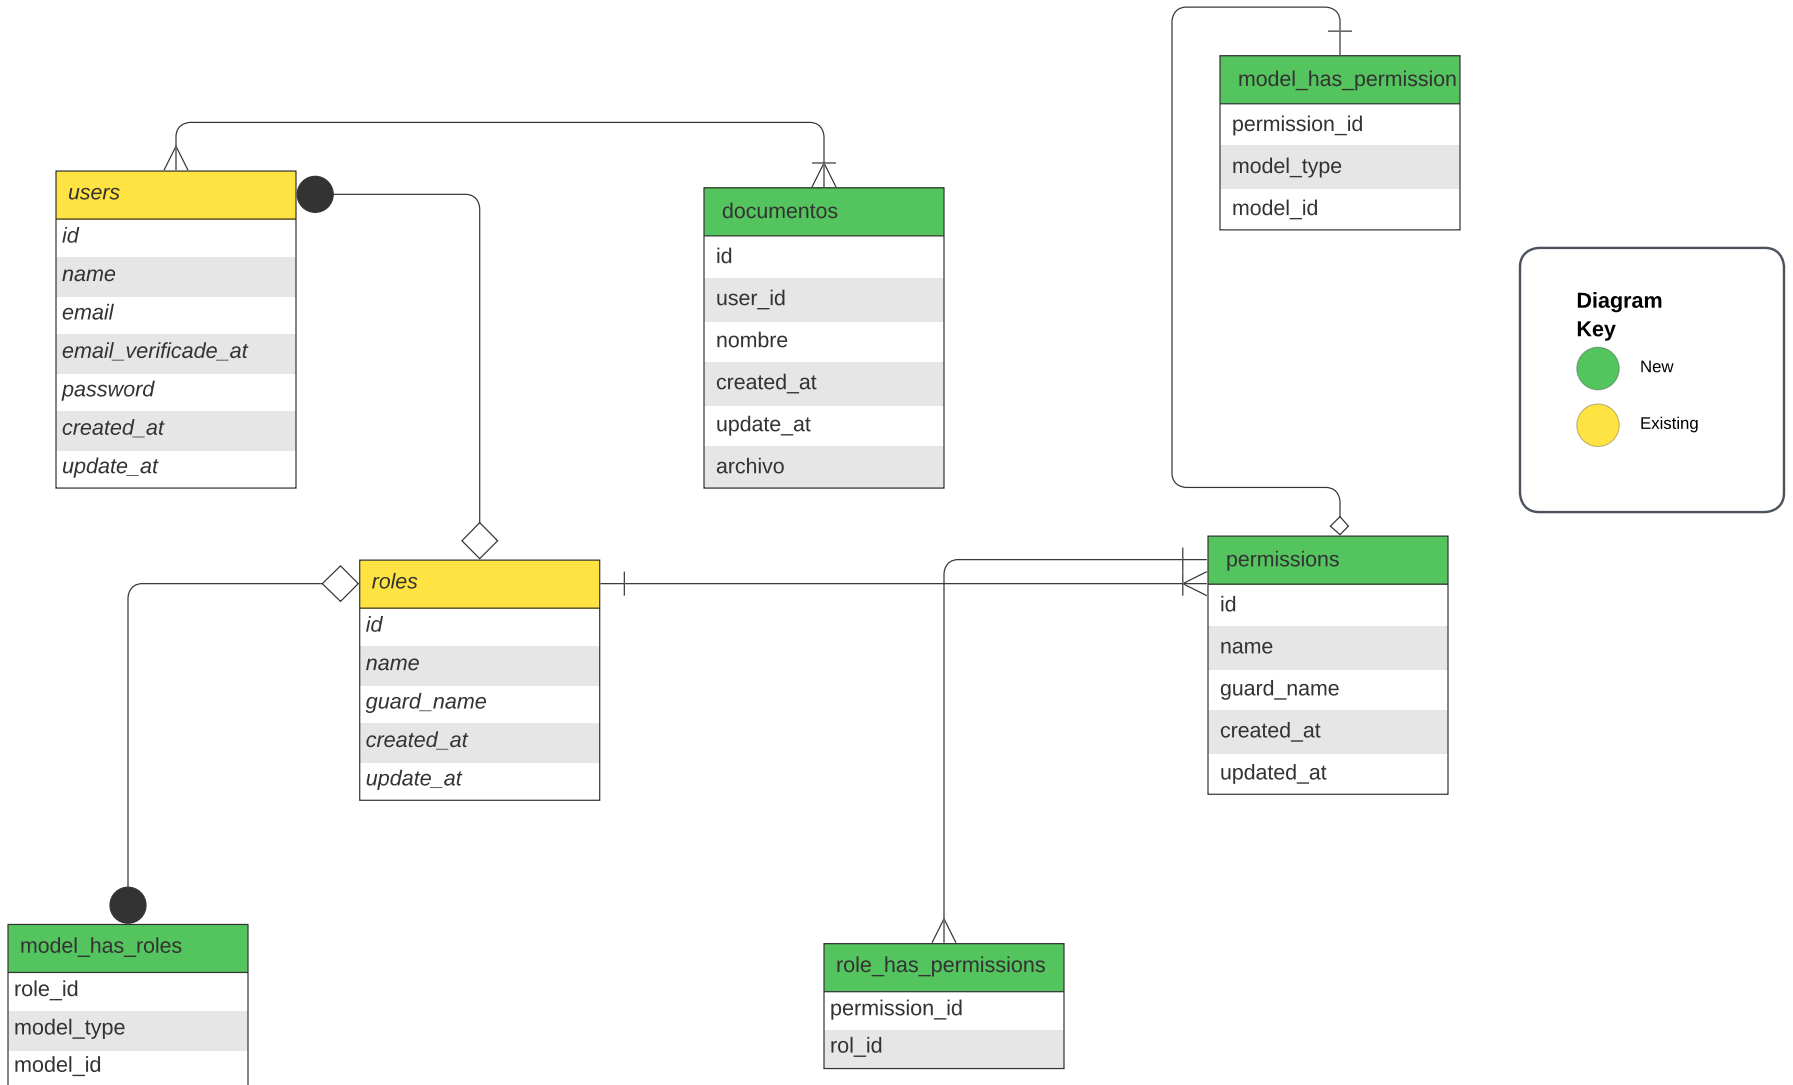 model_has_permission
permission_id
model_type
model_id
users
id
name
email
email_verificade_at
password
created_at
update_at
documentos
id
user_id
nombre
created_at
update_at
archivo
Diagram
Key
New
Existing
roles
id
name
guard_name
created_at
update_at
permissions
id
name
guard_name
created_at
updated_at
model_has_roles
role_id
model_type
model_id
role_has_permissions
permission_id
rol_id